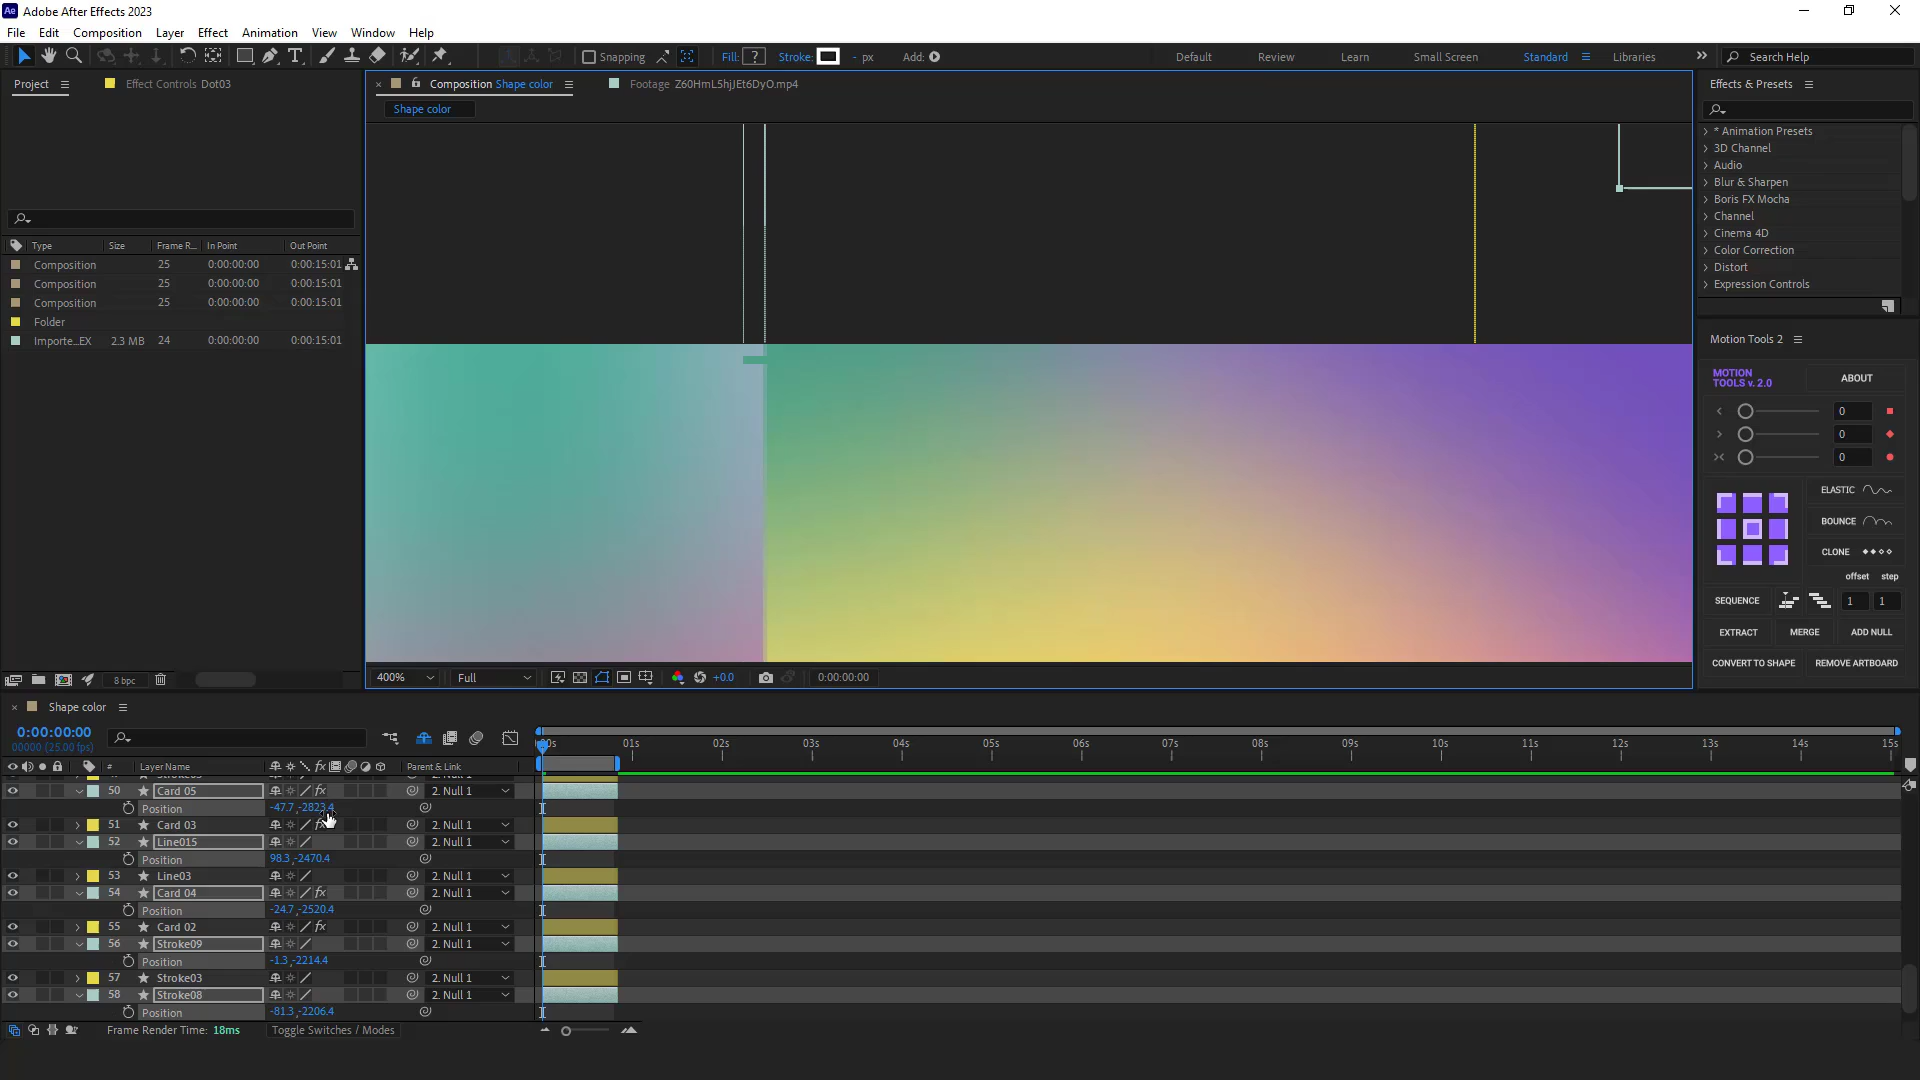 Adobe After Effects 2023
File Edit Composition Layer Effect Animation View Window Help
Snapping Fill: ? Stroke: - px Add: Default Review Learn Small Screen Standard Libraries Search Help
Project Effect Controls Dot03
Composition Shape color Footage Z60HmL5hjJEt6DyO.mp4
Shape color
Type Size Frame R... In Point Out Point
Composition 25 0:00:00:00 0:00:15:01
Composition 25 0:00:00:00 0:00:15:01
Composition 25 0:00:00:00 0:00:15:01
Folder
Importe...EX 2.3 MB 24 0:00:00:00 0:00:15:01
8 bpc
400% Full +0.0 0:00:00:00
Effects & Presets
* Animation Presets
3D Channel
Audio
Blur & Sharpen
Boris FX Mocha
Channel
Cinema 4D
Color Correction
Distort
Expression Controls
Motion Tools 2
MOTION
TOOLS v. 2.0
ABOUT
0
0
0
ELASTIC
BOUNCE
CLONE
offset step
SEQUENCE 1 1
EXTRACT MERGE ADD NULL
CONVERT TO SHAPE REMOVE ARTBOARD
Shape color
0:00:00:00
00000 (25.00 fps)
# Layer Name Parent & Link
00s 01s 02s 03s 04s 05s 06s 07s 08s 09s 10s 11s 12s 13s 14s 15s
50 Card 05 fx 2. Null 1
Position -47.7,-2823.4
51 Card 03 fx 2. Null 1
52 Line015 2. Null 1
Position 98.3,-2470.4
53 Line03 2. Null 1
54 Card 04 fx 2. Null 1
Position -24.7,-2520.4
55 Card 02 fx 2. Null 1
56 Stroke09 2. Null 1
Position -1.3,-2214.4
57 Stroke03 2. Null 1
58 Stroke08 2. Null 1
Position -81.3,-2206.4
Frame Render Time: 18ms Toggle Switches / Modes